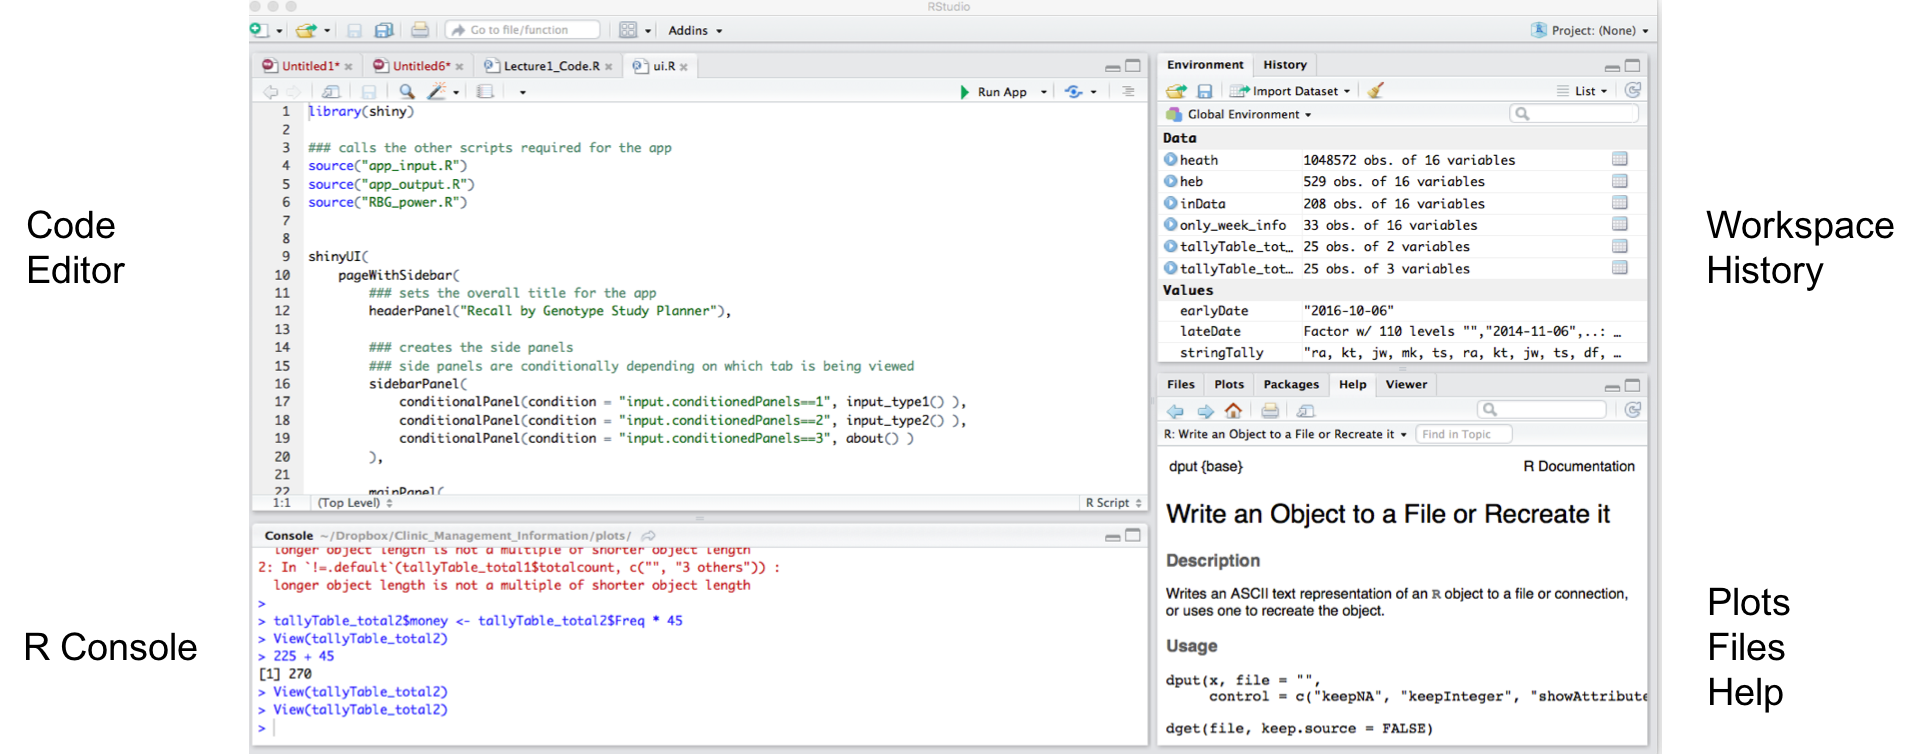 RStudio
Go to file/function
Addins
Project: (None)
Untitled1*
Untitled6*
Lecture1_Code.R
ui.R
Run App
1 library(shiny)
2
3 ### calls the other scripts required for the app
4 source("app_input.R")
5 source("app_output.R")
6 source("RBG_power.R")
7
8
9 shinyUI(
10 pageWithSidebar(
11 ### sets the overall title for the app
12 headerPanel("Recall by Genotype Study Planner"),
13
14 ### creates the side panels
15 ### side panels are conditionally depending on which tab is being viewed
16 sidebarPanel(
17 conditionalPanel(condition = "input.conditionedPanels==1", input_type1() ),
18 conditionalPanel(condition = "input.conditionedPanels==2", input_type2() ),
19 conditionalPanel(condition = "input.conditionedPanels==3", about() )
20 ),
21
22 mainPanel(
1:1 (Top Level) R Script
Console ~/Dropbox/Clinic_Management_Information/plots/
longer object length is not a multiple of shorter object length
2: In `!=.default`(tallyTable_total1$totalcount, c("", "3 others")) :
longer object length is not a multiple of shorter object length
>
> tallyTable_total2$money <- tallyTable_total2$Freq * 45
> View(tallyTable_total2)
> 225 + 45
[1] 270
> View(tallyTable_total2)
> View(tallyTable_total2)
>
Environment History
Import Dataset List
Global Environment
Data
heath 1048572 obs. of 16 variables
heb 529 obs. of 16 variables
inData 208 obs. of 16 variables
only_week_info 33 obs. of 16 variables
tallyTable_tot… 25 obs. of 2 variables
tallyTable_tot… 25 obs. of 3 variables
Values
earlyDate "2016-10-06"
lateDate Factor w/ 110 levels "","2014-11-06",..: …
stringTally "ra, kt, jw, mk, ts, ra, kt, jw, ts, df, …
Files Plots Packages Help Viewer
R: Write an Object to a File or Recreate it Find in Topic
dput {base} R Documentation
Write an Object to a File or Recreate it
Description
Writes an ASCII text representation of an R object to a file or connection,
or uses one to recreate the object.
Usage
dput(x, file = "",
control = c("keepNA", "keepInteger", "showAttribute
dget(file, keep.source = FALSE)
Code
Editor
R Console
Workspace
History
Plots
Files
Help